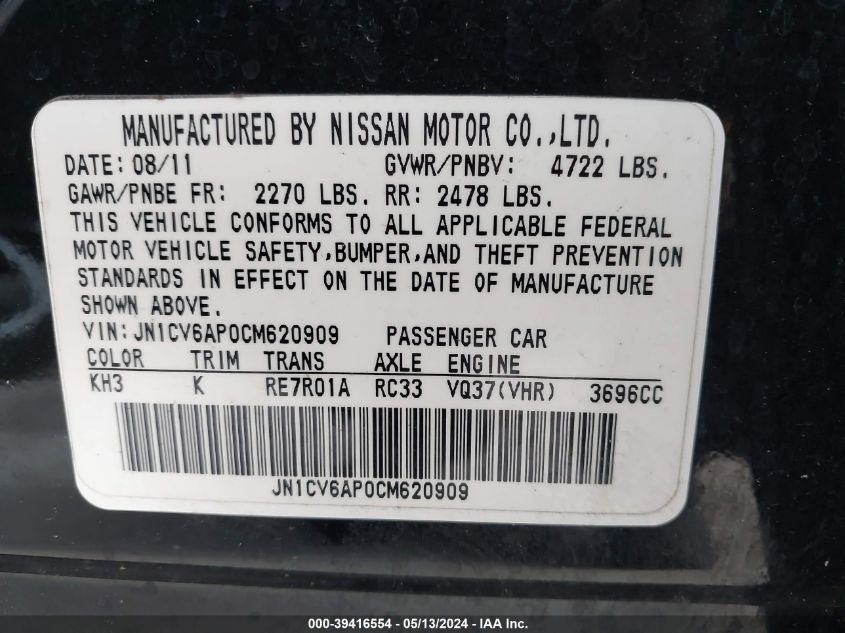 MANUFACTURED BY NISSAN MOTOR CO.,LTD.
DATE: 08/11 GVWR/PNBV: 4722 LBS.
GAWR/PNBE FR: 2270 LBS. RR: 2478 LBS.
THIS VEHICLE CONFORMS TO ALL APPLICABLE FEDERAL
MOTOR VEHICLE SAFETY,BUMPER,AND THEFT PREVENTION
STANDARDS IN EFFECT ON THE DATE OF MANUFACTURE
SHOWN ABOVE.
VIN:JN1CV6AP0CM620909 PASSENGER CAR
COLOR TRIM TRANS AXLE ENGINE
KH3 K RE7R01A RC33 VQ37(VHR) 3696CC
JN1CV6AP0CM620909
000-39416554 - 05/13/2024 - IAA Inc.